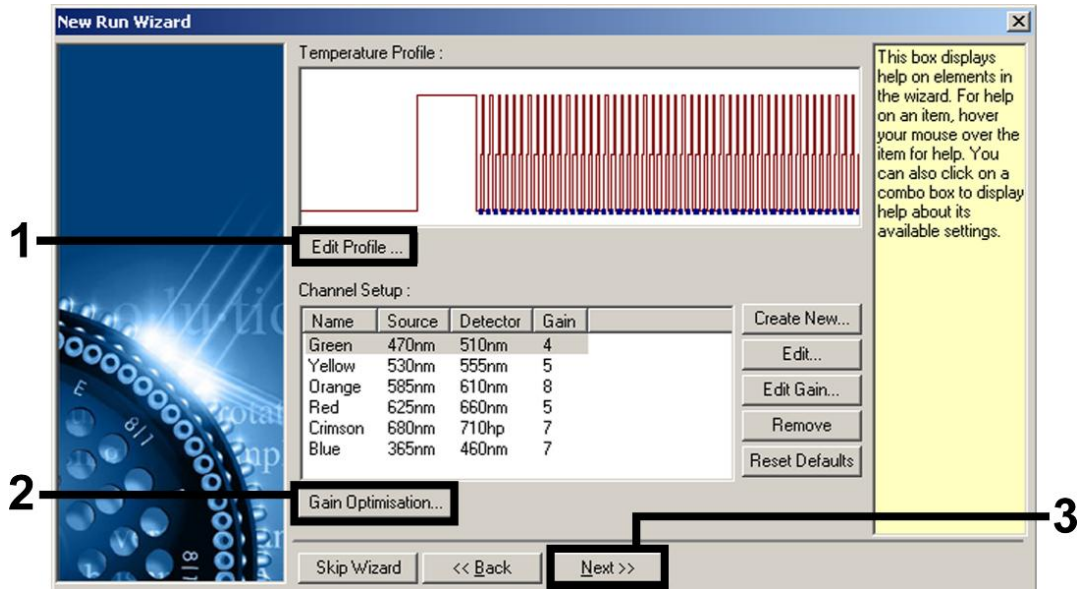 New Run Wizard
Temperature Profile :
This box displays
help on elements in
the wizard. For help
on an item, hover
your mouse over the
item for help. You
can also click on a
combo box to display
help about its
available settings.
1
Edit Profile ...
Channel Setup :
Name Source Detector Gain
Green 470nm 510nm 4
Yellow 530nm 555nm 5
Orange 585nm 610nm 8
Red 625nm 660nm 5
Crimson 680nm 710hp 7
Blue 365nm 460nm 7
Create New...
Edit...
Edit Gain...
Remove
Reset Defaults
2
Gain Optimisation...
3
Skip Wizard
<< Back
Next >>
E
8/1
8/1